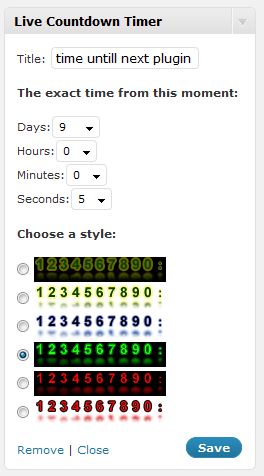 Live Countdown Timer
Title: time untill next plugin
The exact time from this moment:
Days: 9
Hours: 0
Minutes: 0
Seconds: 5
Choose a style:
1234567890:
1234567890:
1234567890:
1234567890:
1234567890:
1234567890:
Remove | Close Save